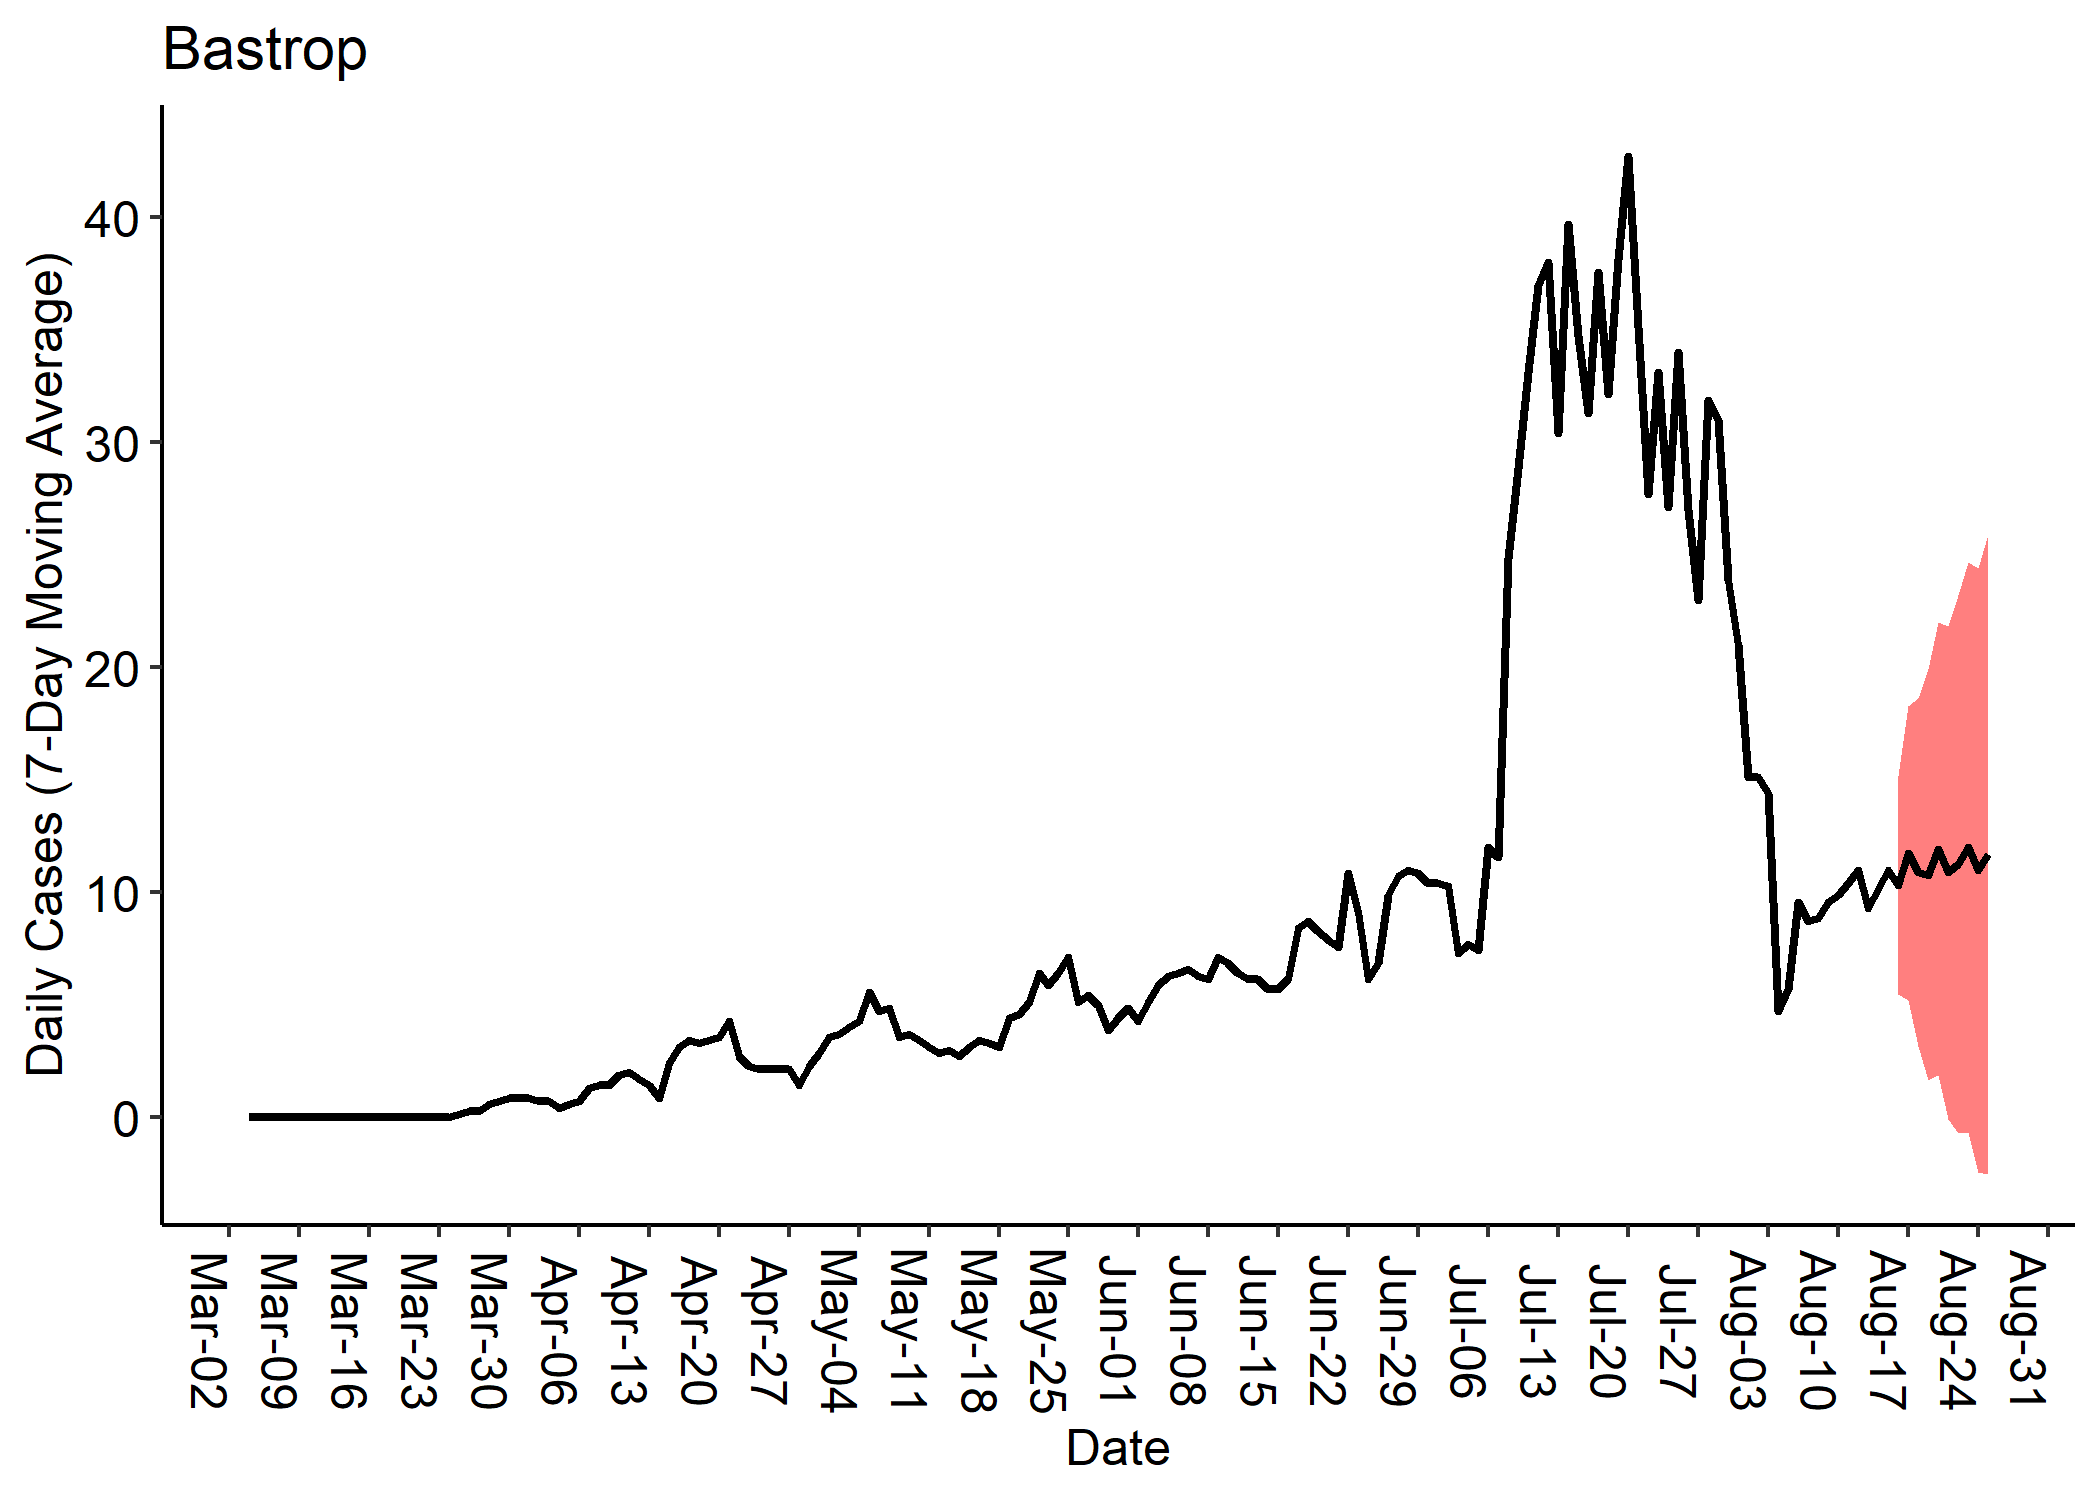 Bastrop
Daily Cases (7-Day Moving Average)
40
30
20
10
0
Mar-02
Mar-09
Mar-16
Mar-23
Mar-30
Apr-06
Apr-13
Apr-20
Apr-27
May-04
May-11
May-18
May-25
Jun-01
Jun-08
Jun-15
Jun-22
Jun-29
Jul-06
Jul-13
Jul-20
Jul-27
Aug-03
Aug-10
Aug-17
Aug-24
Aug-31
Date